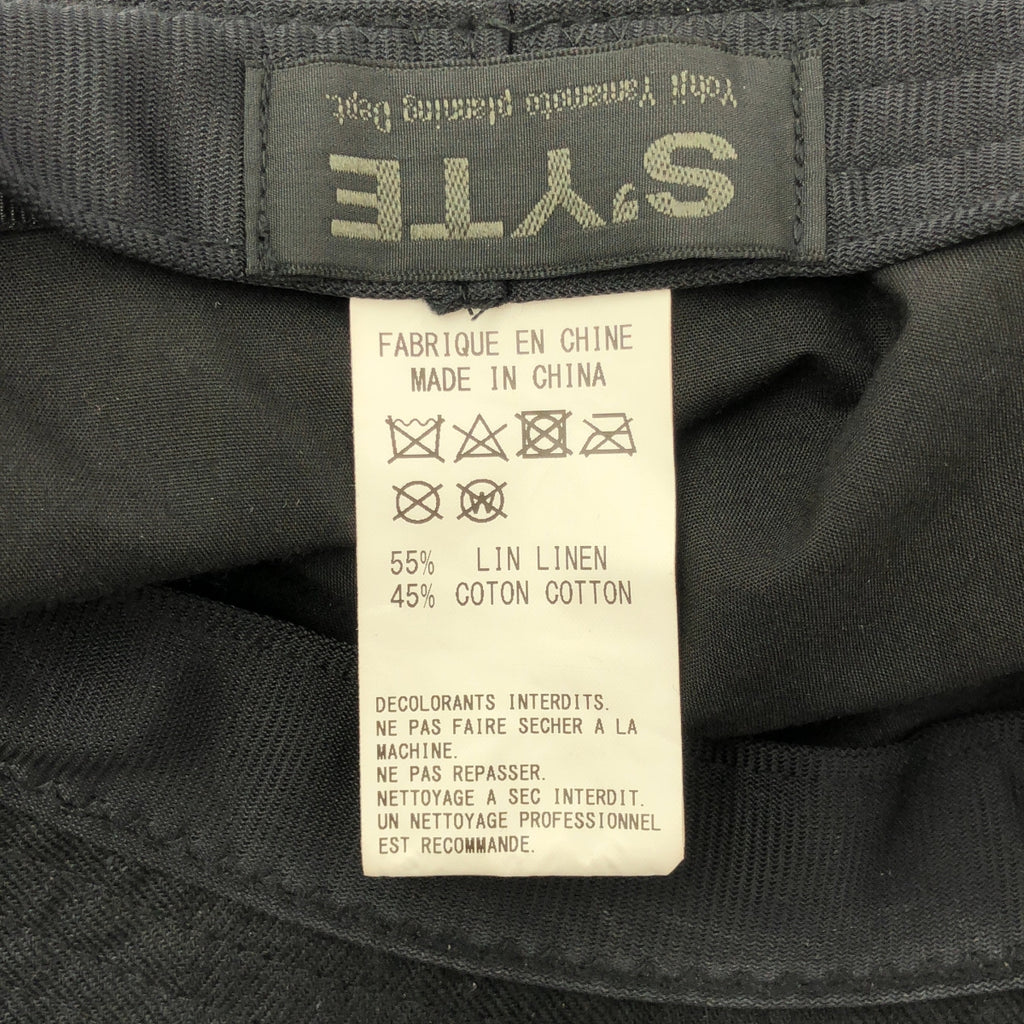 S'YTE
Yohji Yamamoto planning Dept.
FABRIQUE EN CHINE
MADE IN CHINA
W
55% LIN LINEN
45% COTON COTTON
DECOLORANTS INTERDITS.
NE PAS FAIRE SECHER A LA
MACHINE.
NE PAS REPASSER.
NETTOYAGE A SEC INTERDIT.
UN NETTOYAGE PROFESSIONNEL
EST RECOMMANDE.